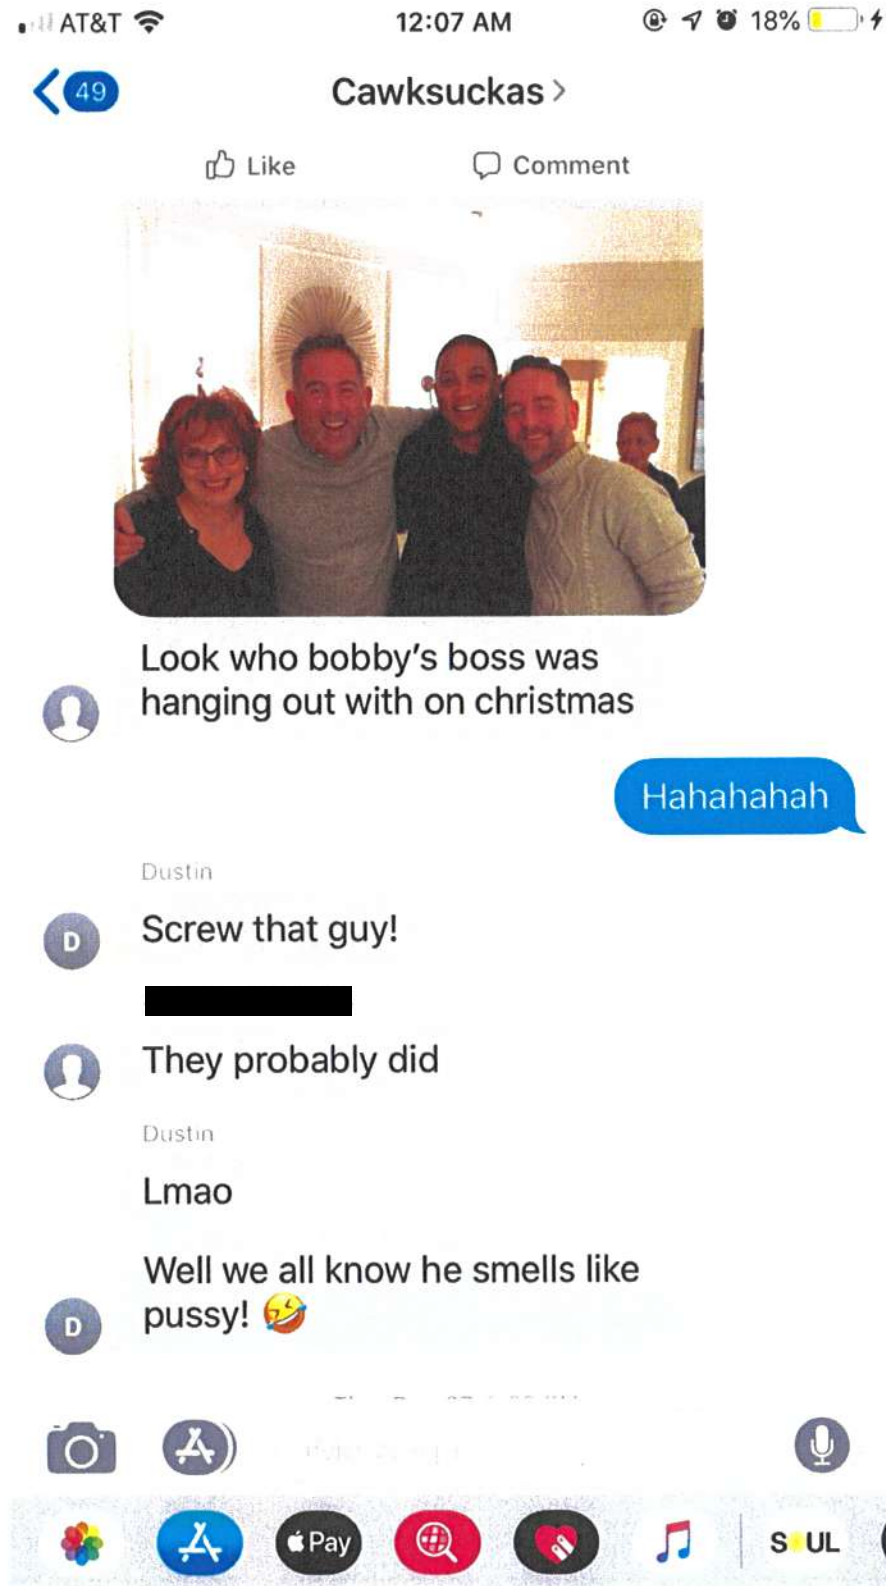 AT&T 12:07 AM 18%
49 Cawksuckas
Like Comment
Look who bobby's boss was
hanging out with on christmas
Hahahahah
Dustin
Screw that guy!
They probably did
Dustin
Lmao
Well we all know he smells like
pussy! 🤣
D
D
Pay
S UL